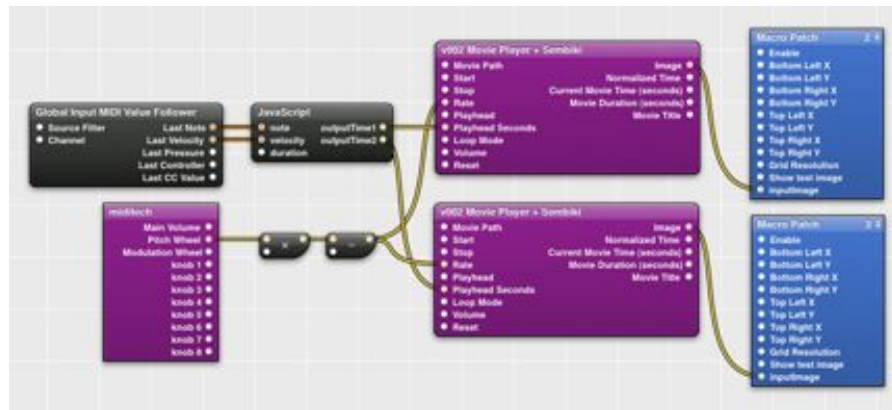 Global Input MIDI Value Follower
Source Filter
Channel
Last Note
Last Velocity
Last Pressure
Last Controller
Last CC Value
JavaScript
note
velocity
duration
outputTime1
outputTime2
miditech
Main Volume
Pitch Wheel
Modulation Wheel
knob 1
knob 2
knob 3
knob 4
knob 5
knob 6
knob 7
knob 8
×
-
v002 Movie Player + Sembiki
Movie Path
Start
Stop
Rate
Playhead
Playhead Seconds
Loop Mode
Volume
Reset
Image
Normalized Time
Current Movie Time (seconds)
Movie Duration (seconds)
Movie Title
v002 Movie Player + Sembiki
Movie Path
Start
Stop
Rate
Playhead
Playhead Seconds
Loop Mode
Volume
Reset
Image
Normalized Time
Current Movie Time (seconds)
Movie Duration (seconds)
Movie Title
Macro Patch 2
Enable
Bottom Left X
Bottom Left Y
Bottom Right X
Bottom Right Y
Top Left X
Top Left Y
Top Right X
Top Right Y
Grid Resolution
Show test image
inputImage
Macro Patch 3
Enable
Bottom Left X
Bottom Left Y
Bottom Right X
Bottom Right Y
Top Left X
Top Left Y
Top Right X
Top Right Y
Grid Resolution
Show test image
inputImage